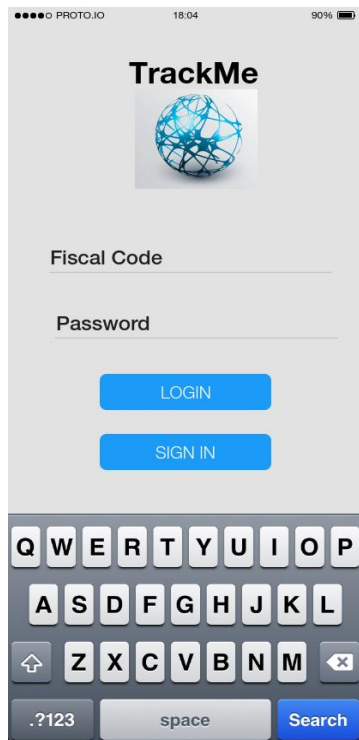 PROTO.IO 18:04 90%
TrackMe
Fiscal Code
Password
LOGIN
SIGN IN
Q W E R T Y U I O P
A S D F G H J K L
Z X C V B N M
.?123 space Search